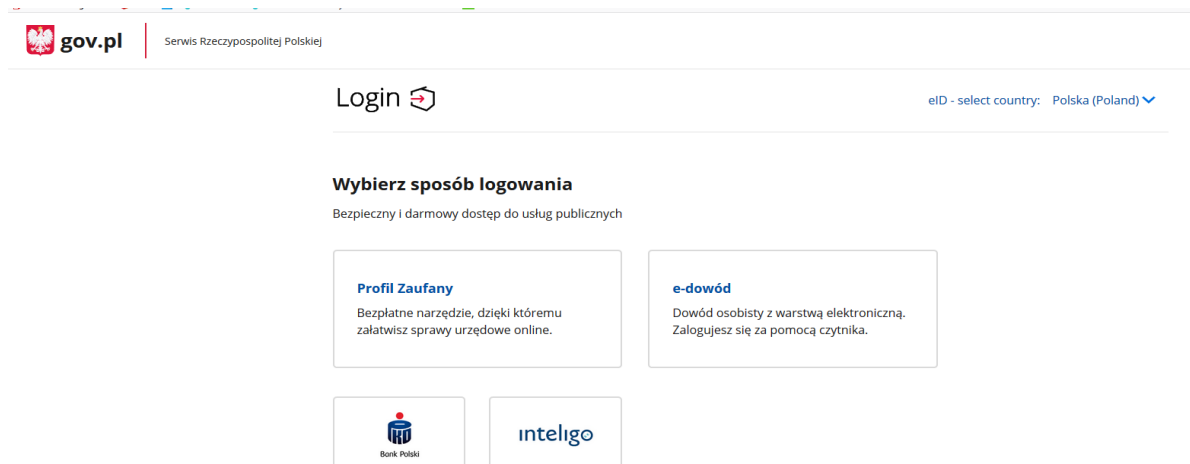 gov.pl
Serwis Rzeczypospolitej Polskiej
Login
eID - select country: Polska (Poland)
Wybierz sposób logowania
Bezpieczny i darmowy dostęp do usług publicznych
Profil Zaufany
Bezpłatne narzędzie, dzięki któremu
załatwisz sprawy urzędowe online.
e-dowód
Dowód osobisty z warstwą elektroniczną.
Zalogujesz się za pomocą czytnika.
Bank Polski
inteligo